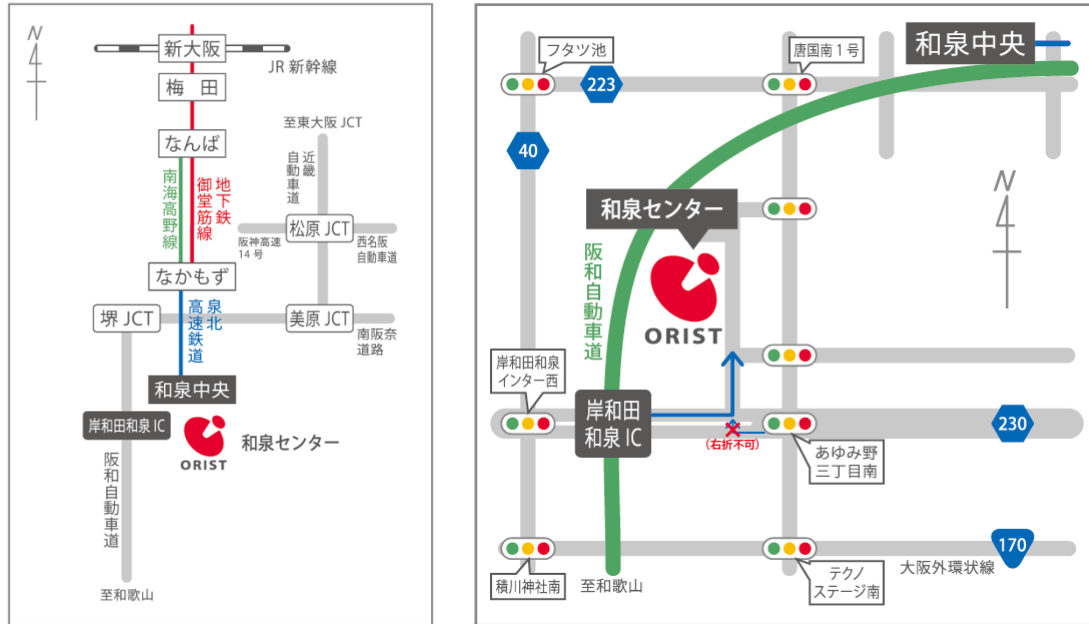 N
新大阪
JR 新幹線
梅 田
至東大阪 JCT
なんば
近畿
自動車道
南海高野線
地下鉄
御堂筋線
松原 JCT
阪神高速
14 号
西名阪
自動車道
なかもず
堺 JCT
泉北
高速鉄道
美原 JCT
南阪奈
道路
和泉中央
岸和田和泉 IC
ORIST
和泉センター
阪和自動車道
至和歌山
フタツ池
唐国南 1 号
和泉中央
223
40
N
和泉センター
阪和自動車道
ORIST
岸和田和泉
インター西
岸和田
和泉 IC
(右折不可)
230
あゆみ野
三丁目南
170
大阪外環状線
積川神社南
至和歌山
テクノ
ステージ南